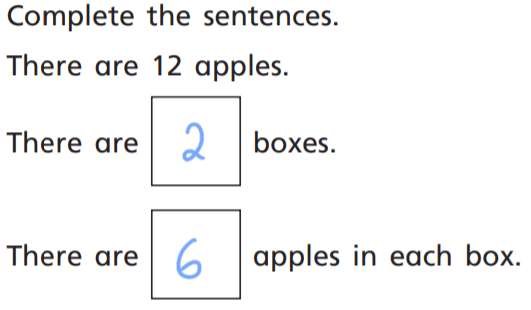 Complete the sentences.
There are 12 apples.
There are 2 boxes.
There are 6 apples in each box.